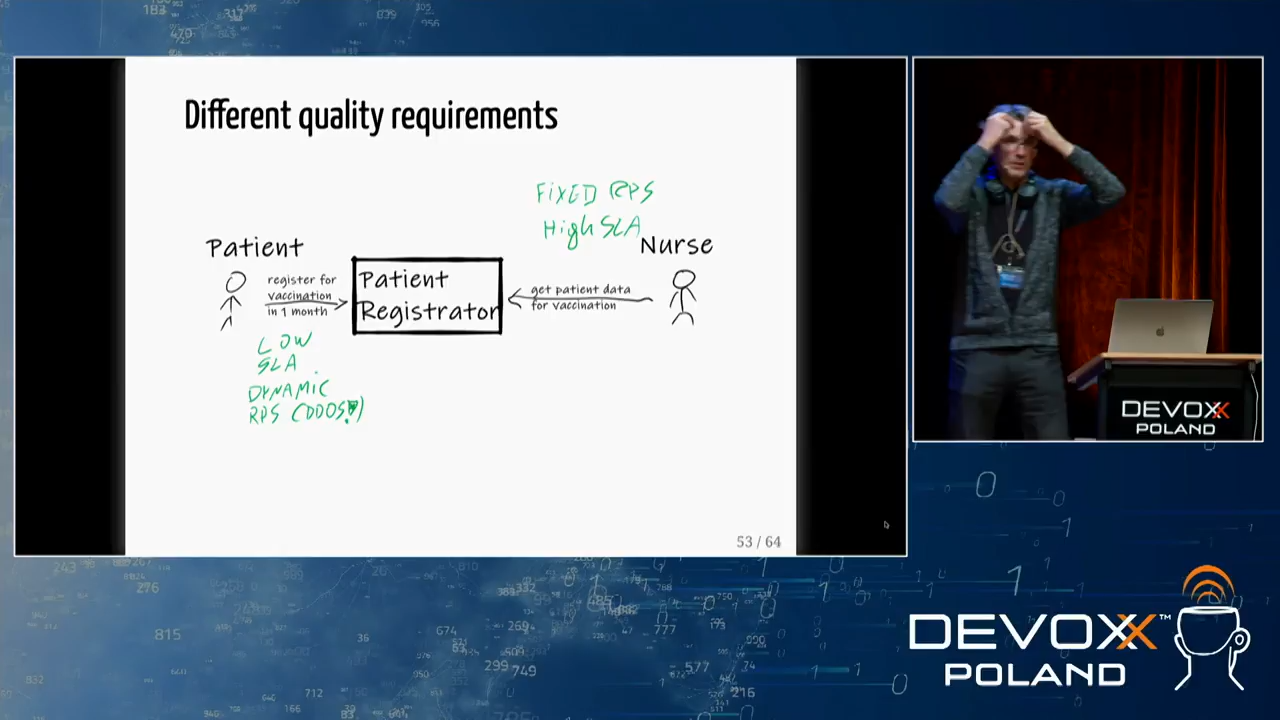 Different quality requirements
FIXED RPS
High SLA
Patient
Nurse
register for
vaccination
in 1 month
Patient
Registrator
get patient data
for vaccination
LOW
SLA
DYNAMIC
RPS (DDOS?)
53 / 64
DEVOXX
POLAND
DEVOXX™
POLAND